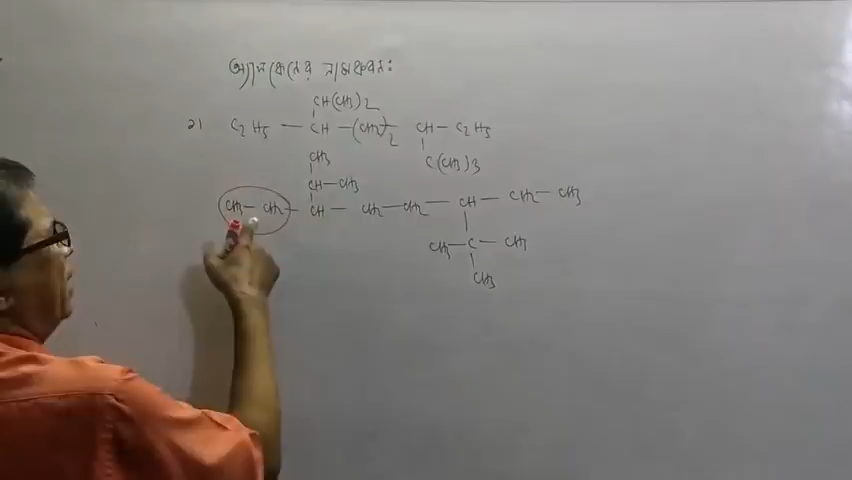 অ্যালকেনের নামকরণ:
CH(CH3)2
২১ C2H5 — CH —(CH2)2 CH — C2H5
CH3 C(CH3)3
CH — CH3
CH3 — CH2 — CH — CH2 — CH2 — CH — CH2 — CH3
CH3 — C — CH3
CH3